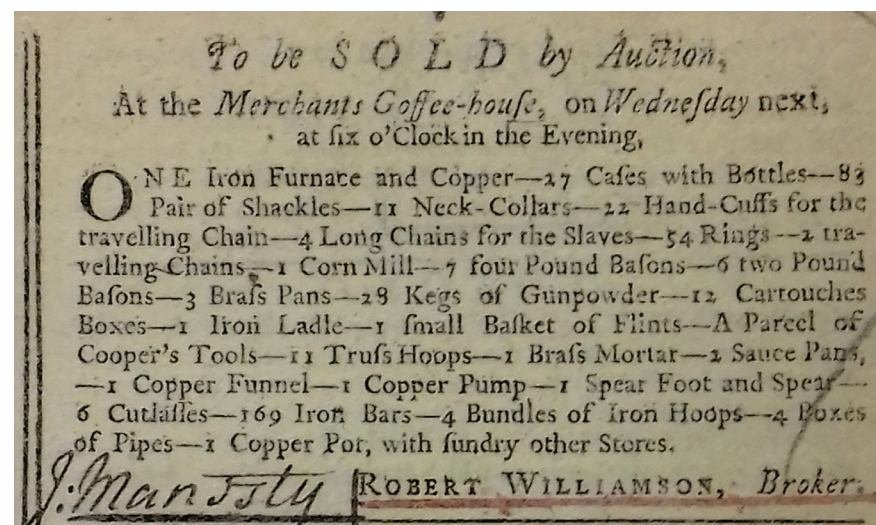 To be SOLD by Auction,
At the Merchants Coffee-houſe, on Wedneſday next,
at ſix o'Clock in the Evening,
ONE Iron Furnace and Copper—27 Caſes with Bottles—83
Pair of Shackles—11 Neck-Collars—22 Hand-Cuffs for the
travelling Chain—4 Long Chains for the Slaves—54 Rings—2 tra-
velling Chains,—1 Corn Mill—7 four Pound Baſons—6 two Pound
Baſons—3 Braſs Pans—28 Kegs of Gunpowder—12 Cartouches
Boxes—1 Iron Ladle—1 ſmall Baſket of Flints—A Parcel of
Cooper's Tools—11 Truſs Hoops—1 Braſs Mortar—2 Sauce Pans,
—1 Copper Funnel—1 Copper Pump—1 Spear Foot and Spear—
6 Cutlaſſes—169 Iron Bars—4 Bundles of Iron Hoops—4 Boxes
of Pipes—1 Copper Pot, with ſundry other Stores.
J: Manesty ROBERT WILLIAMSON, Broker.